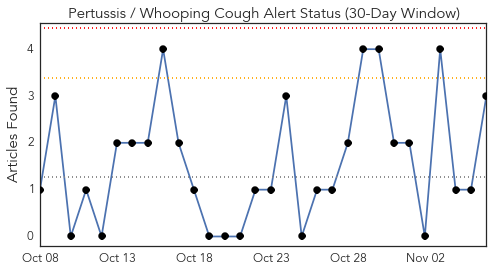 Pertussis / Whooping Cough Alert Status (30-Day Window)
Articles Found
4
3
2
1
0
Oct 08 Oct 13 Oct 18 Oct 23 Oct 28 Nov 02